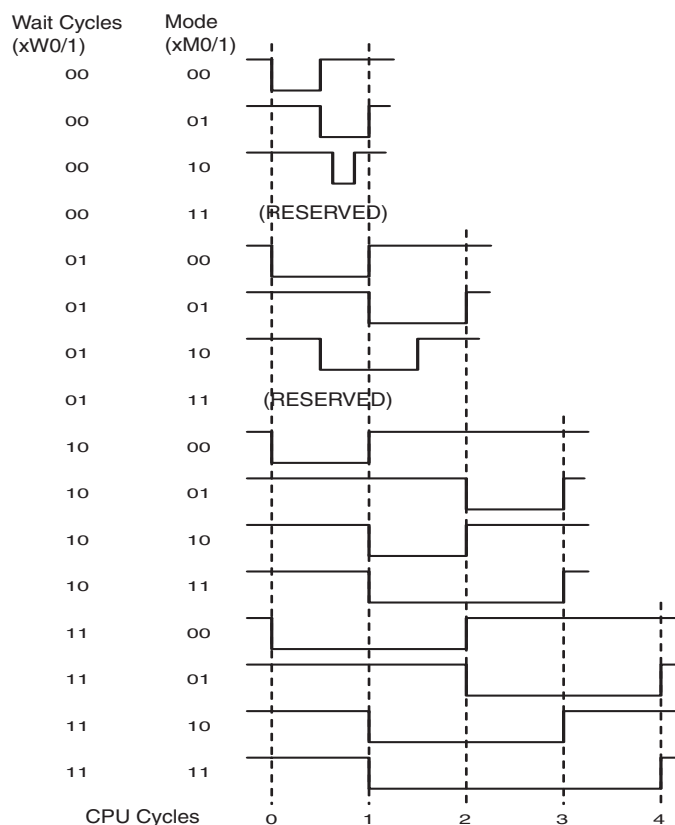 Wait Cycles Mode
(xW0/1) (xM0/1)
00 00
00 01
00 10
00 11 (RESERVED)
01 00
01 01
01 10
01 11 (RESERVED)
10 00
10 01
10 10
10 11
11 00
11 01
11 10
11 11
CPU Cycles 0 1 2 3 4